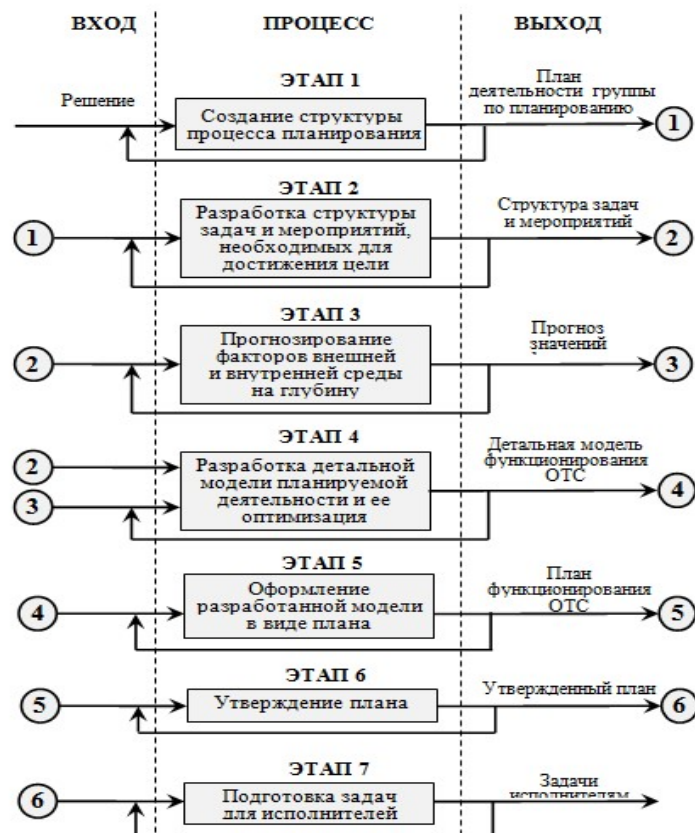 ВХОД ПРОЦЕСС ВЫХОД
ЭТАП 1
Решение
Создание структуры
процесса планирования
План
деятельности группы
по планированию
1
ЭТАП 2
1
Разработка структуры
задач и мероприятий,
необходимых для
достижения цели
Структура задач
и мероприятий
2
ЭТАП 3
2
Прогнозирование
факторов внешней
и внутренней среды
на глубину
Прогноз
значений
3
ЭТАП 4
2
3
Разработка детальной
модели планируемой
деятельности и ее
оптимизация
Детальная модель
функционирования
ОТС
4
ЭТАП 5
4
Оформление
разработанной модели
в виде плана
План
функционирования
ОТС
5
ЭТАП 6
5
Утверждение плана
Утвержденный план
6
ЭТАП 7
6
Подготовка задач
для исполнителей
Задачи
исполнителям